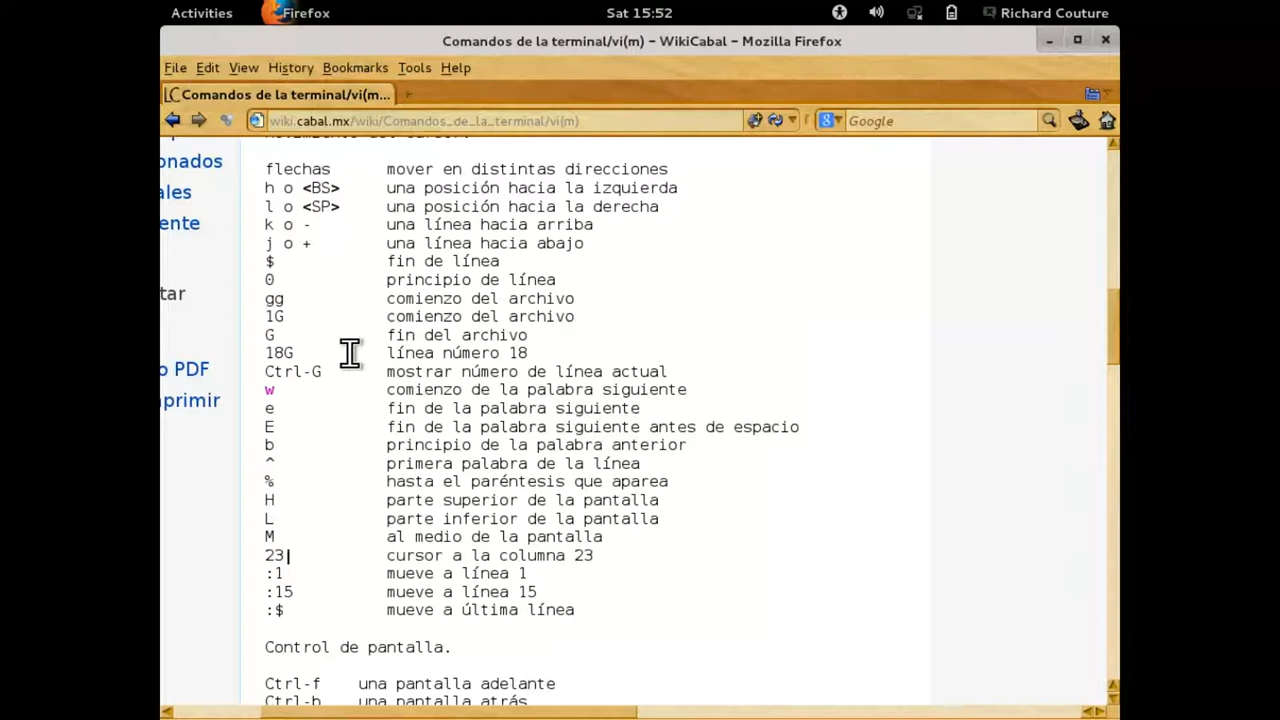 Activities Firefox Sat 15:52 Richard Couture
Comandos de la terminal/vi(m) - WikiCabal - Mozilla Firefox
File Edit View History Bookmarks Tools Help
Comandos de la terminal/vi(m...
wiki.cabal.mx/wiki/Comandos_de_la_terminal/vi(m) Google
onados
ales
ente
tar
o PDF
primir
flechas mover en distintas direcciones
h o <BS> una posición hacia la izquierda
l o <SP> una posición hacia la derecha
k o - una línea hacia arriba
j o + una línea hacia abajo
$ fin de línea
0 principio de línea
gg comienzo del archivo
1G comienzo del archivo
G fin del archivo
18G línea número 18
Ctrl-G mostrar número de línea actual
w comienzo de la palabra siguiente
e fin de la palabra siguiente
E fin de la palabra siguiente antes de espacio
b principio de la palabra anterior
^ primera palabra de la línea
% hasta el paréntesis que aparea
H parte superior de la pantalla
L parte inferior de la pantalla
M al medio de la pantalla
23| cursor a la columna 23
:1 mueve a línea 1
:15 mueve a línea 15
:$ mueve a última línea
Control de pantalla.
Ctrl-f una pantalla adelante
Ctrl-b una pantalla atrás